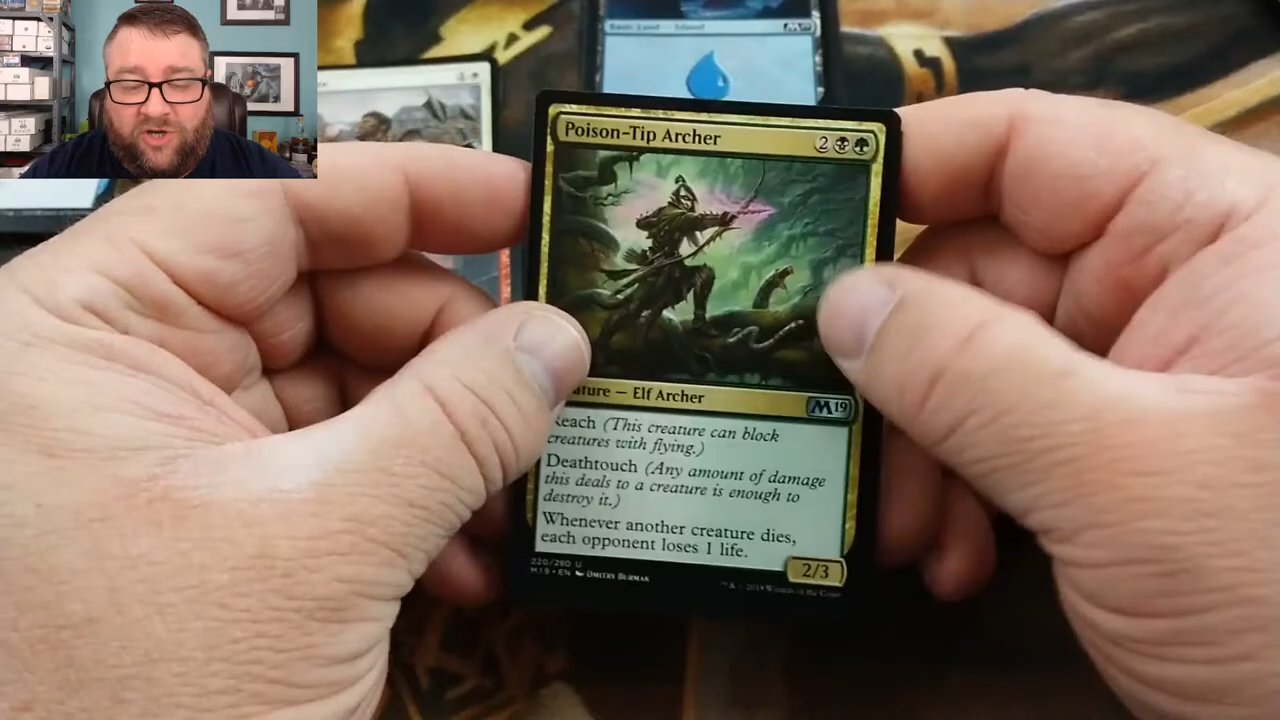 Basic Land — Island
M19
Poison-Tip Archer
2
ature — Elf Archer
M19
Reach (This creature can block
creatures with flying.)
Deathtouch (Any amount of damage
this deals to a creature is enough to
destroy it.)
Whenever another creature dies,
each opponent loses 1 life.
2/3
220/280 U
M19 • EN DMITRY BURMAK